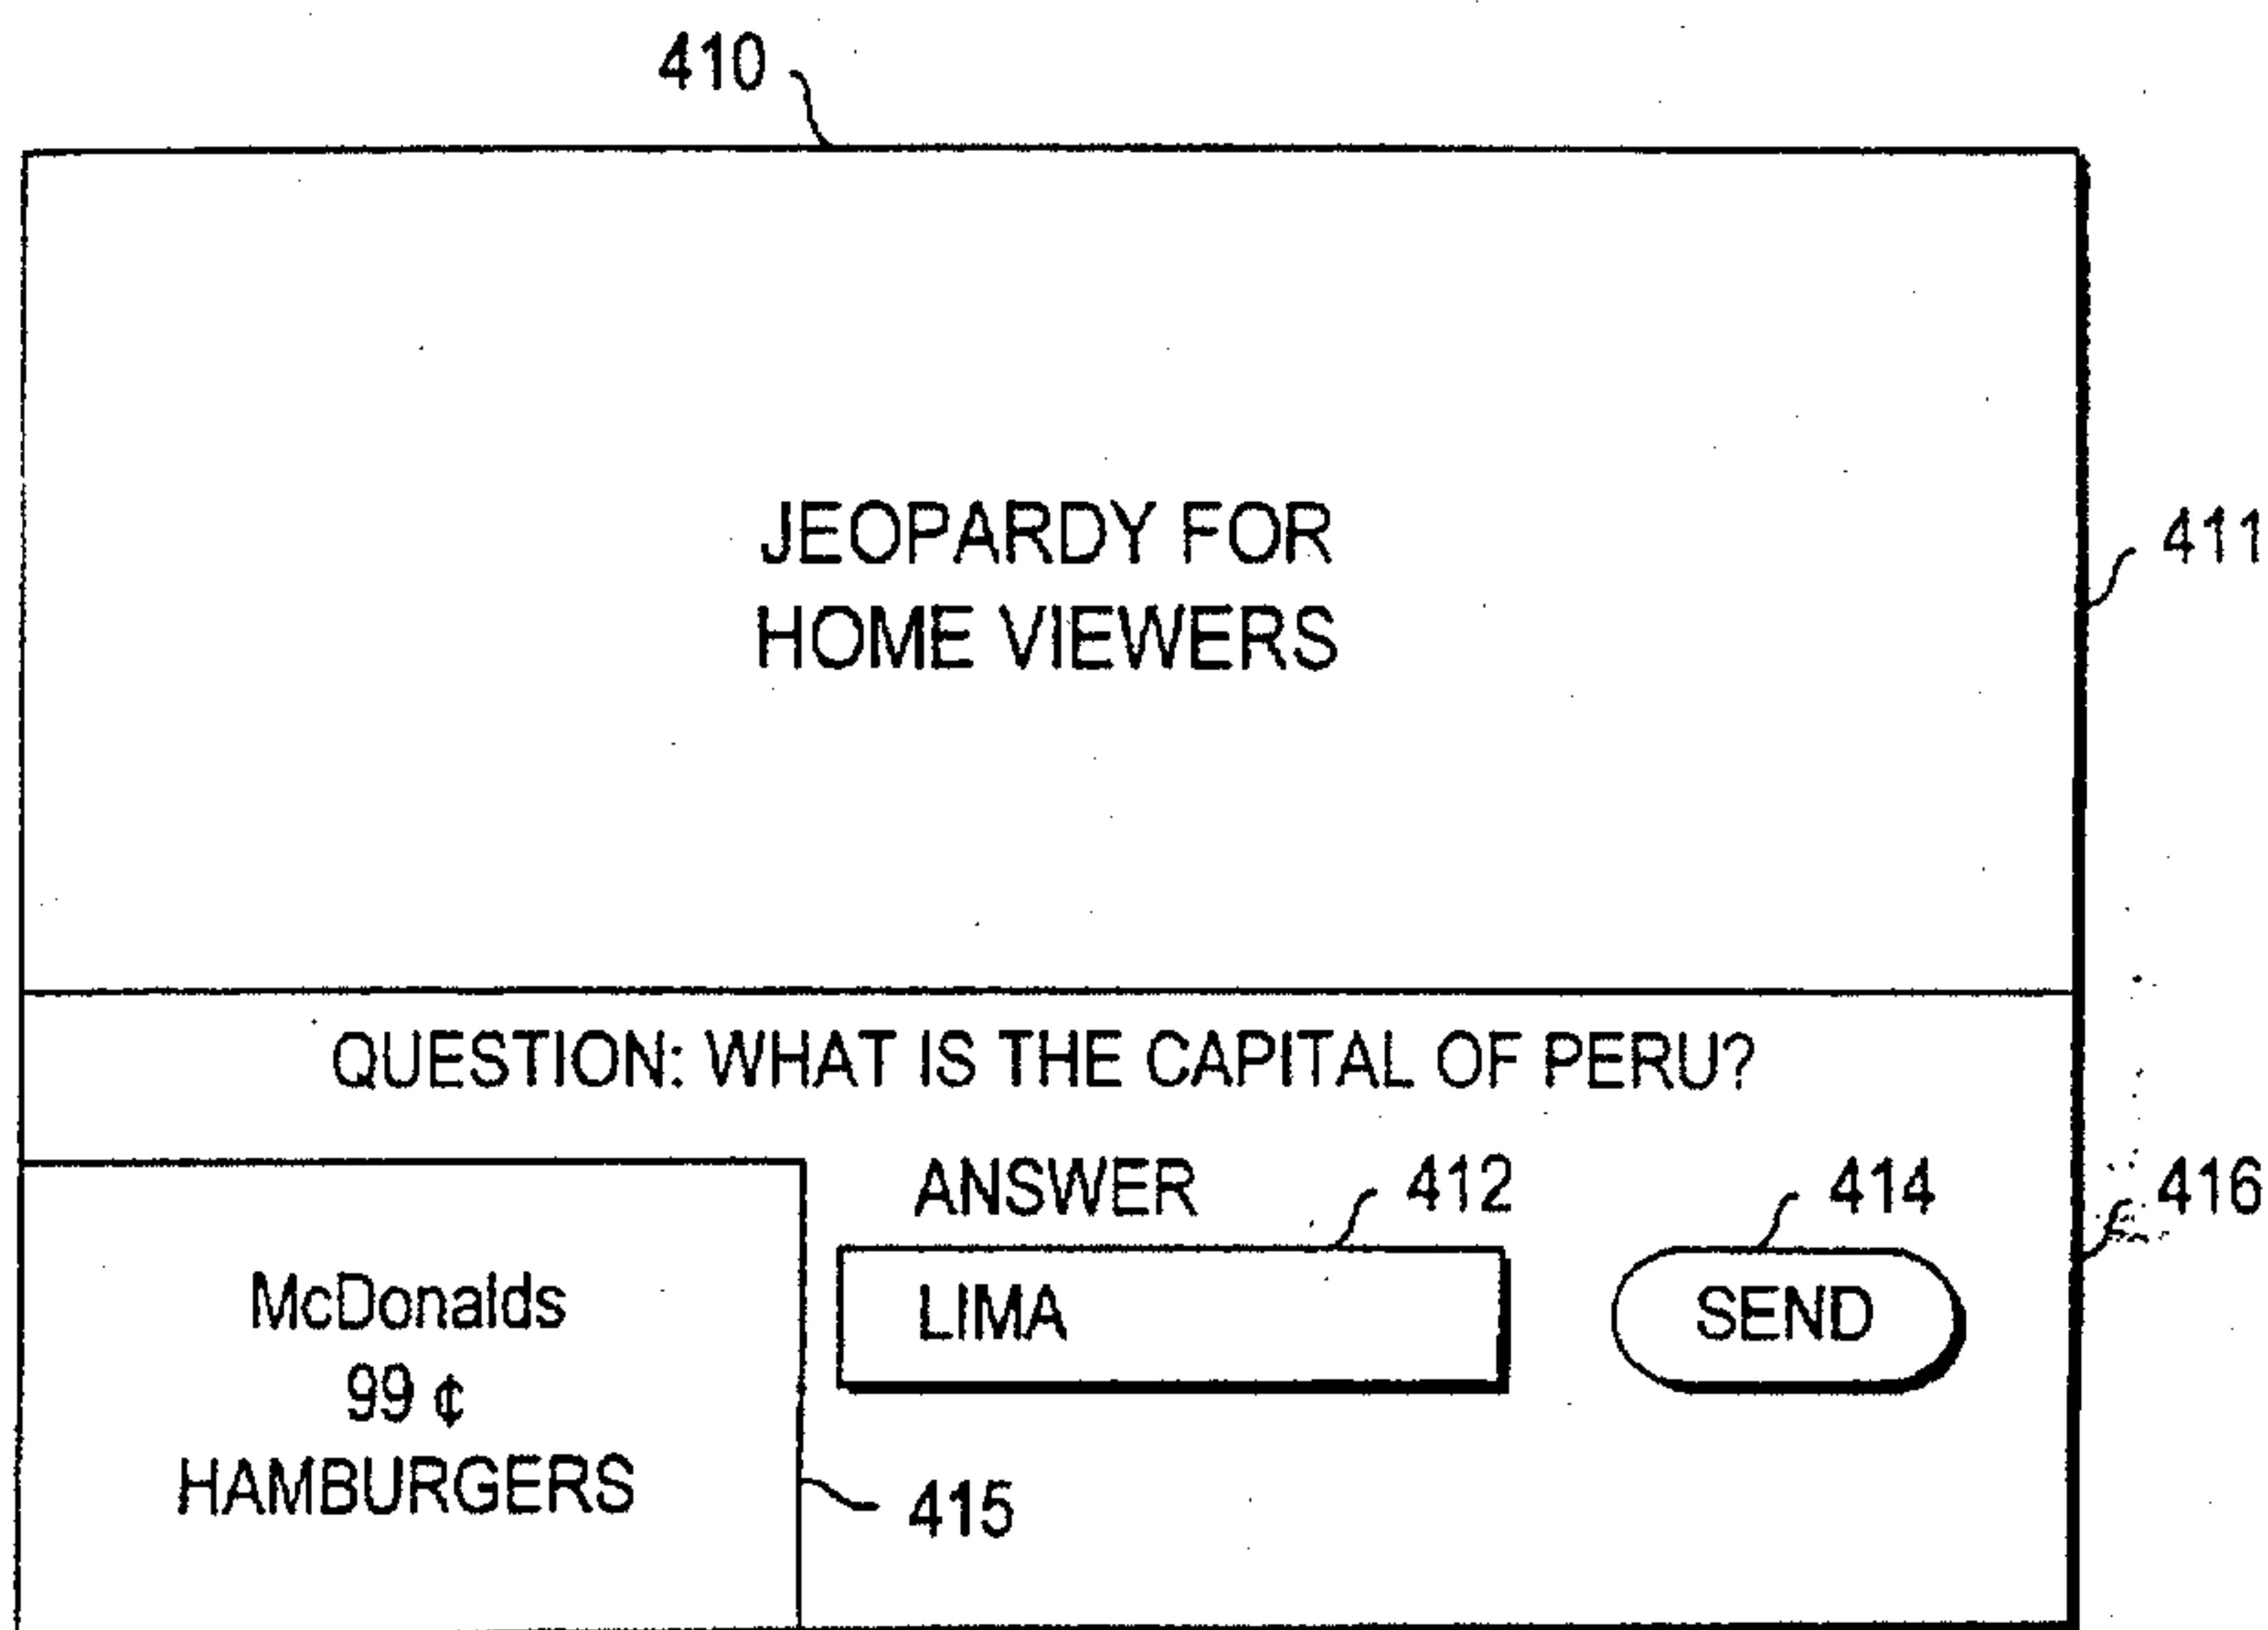 410
JEOPARDY FOR
HOME VIEWERS
411
QUESTION: WHAT IS THE CAPITAL OF PERU?
ANSWER
412
414
416
LIMA
SEND
McDonalds
99 ¢
HAMBURGERS
415